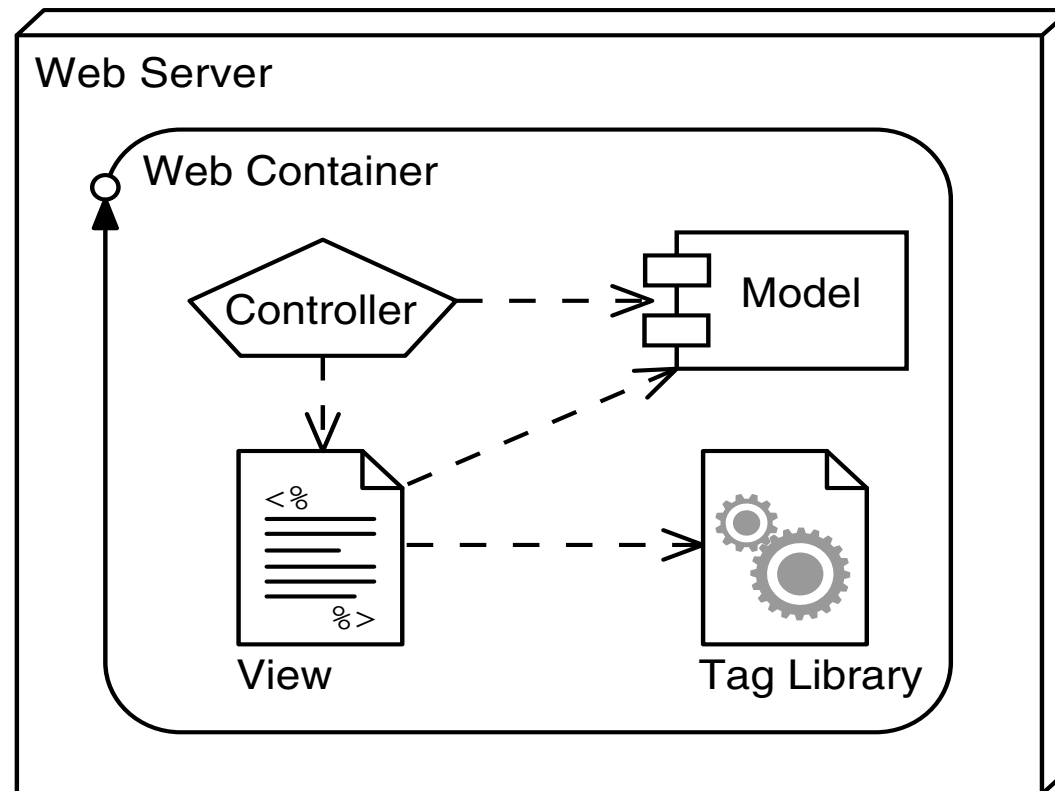 Web Server
Web Container
Controller
Model
<%
%>
View
Tag Library